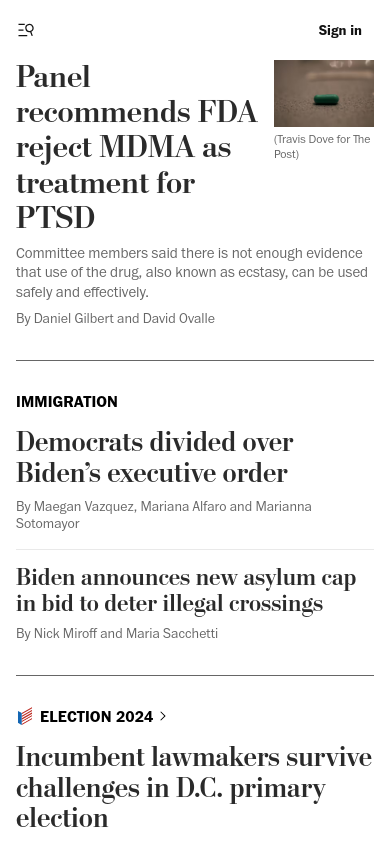 Sign in
Panel
recommends FDA
reject MDMA as
treatment for
PTSD
(Travis Dove for The
Post)
Committee members said there is not enough evidence
that use of the drug, also known as ecstasy, can be used
safely and effectively.
By Daniel Gilbert and David Ovalle
IMMIGRATION
Democrats divided over
Biden’s executive order
By Maegan Vazquez, Mariana Alfaro and Marianna
Sotomayor
Biden announces new asylum cap
in bid to deter illegal crossings
By Nick Miroff and Maria Sacchetti
ELECTION 2024
Incumbent lawmakers survive
challenges in D.C. primary
election